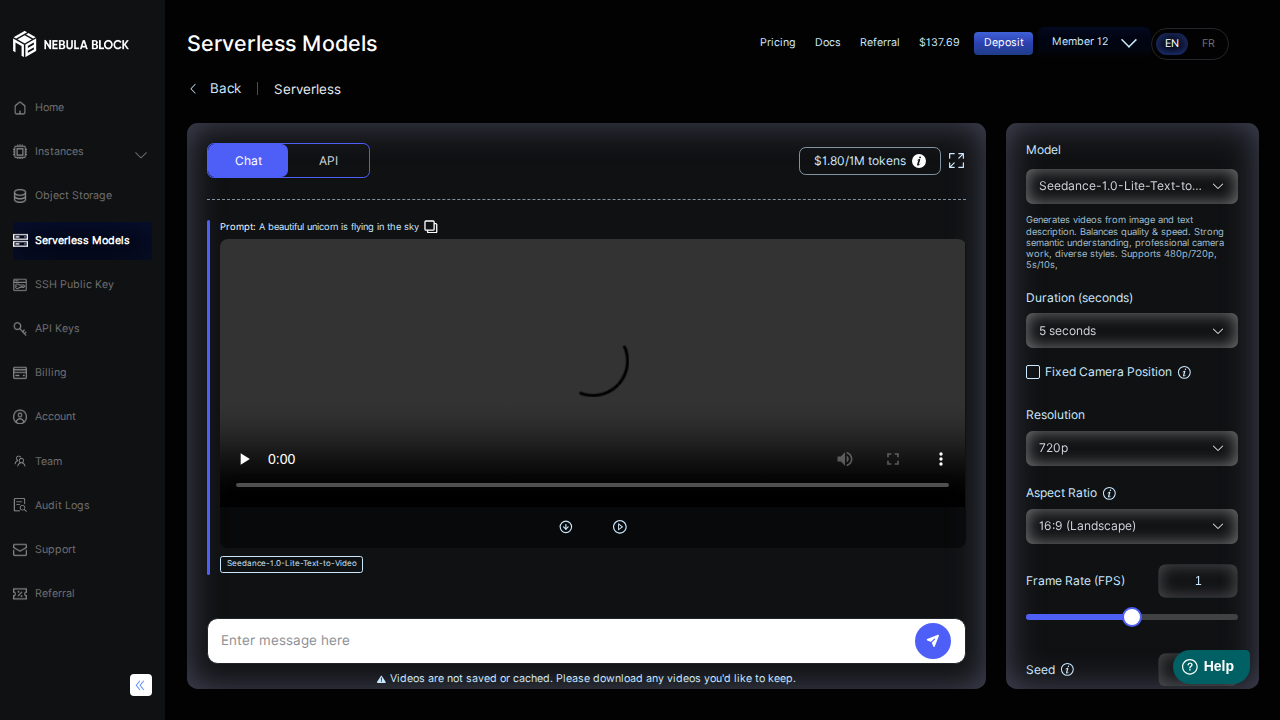 NEBULA BLOCK
Serverless Models
Pricing
Docs
Referral
$137.69
Deposit
Member 12
EN
FR
Home
Instances
Object Storage
Serverless Models
SSH Public Key
API Keys
Billing
Account
Team
Audit Logs
Support
Referral
Back
Serverless
Chat
API
$1.80/1M tokens
Prompt: A beautiful unicorn is flying in the sky
0:00
Seedance-1.0-Lite-Text-to-Video
Enter message here
Videos are not saved or cached. Please download any videos you'd like to keep.
Model
Seedance-1.0-Lite-Text-to...
Generates videos from image and text
description. Balances quality & speed. Strong
semantic understanding, professional camera
work, diverse styles. Supports 480p/720p,
5s/10s,
Duration (seconds)
5 seconds
Fixed Camera Position
Resolution
720p
Aspect Ratio
16:9 (Landscape)
Frame Rate (FPS)
1
Seed
Help